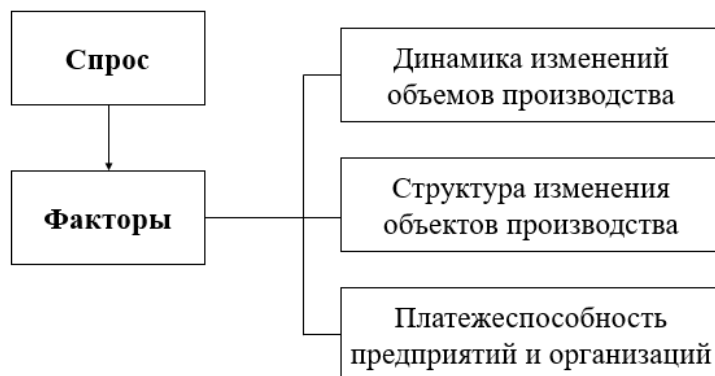 Спрос
Факторы
Динамика изменений
объемов производства
Структура изменения
объектов производства
Платежеспособность
предприятий и организаций